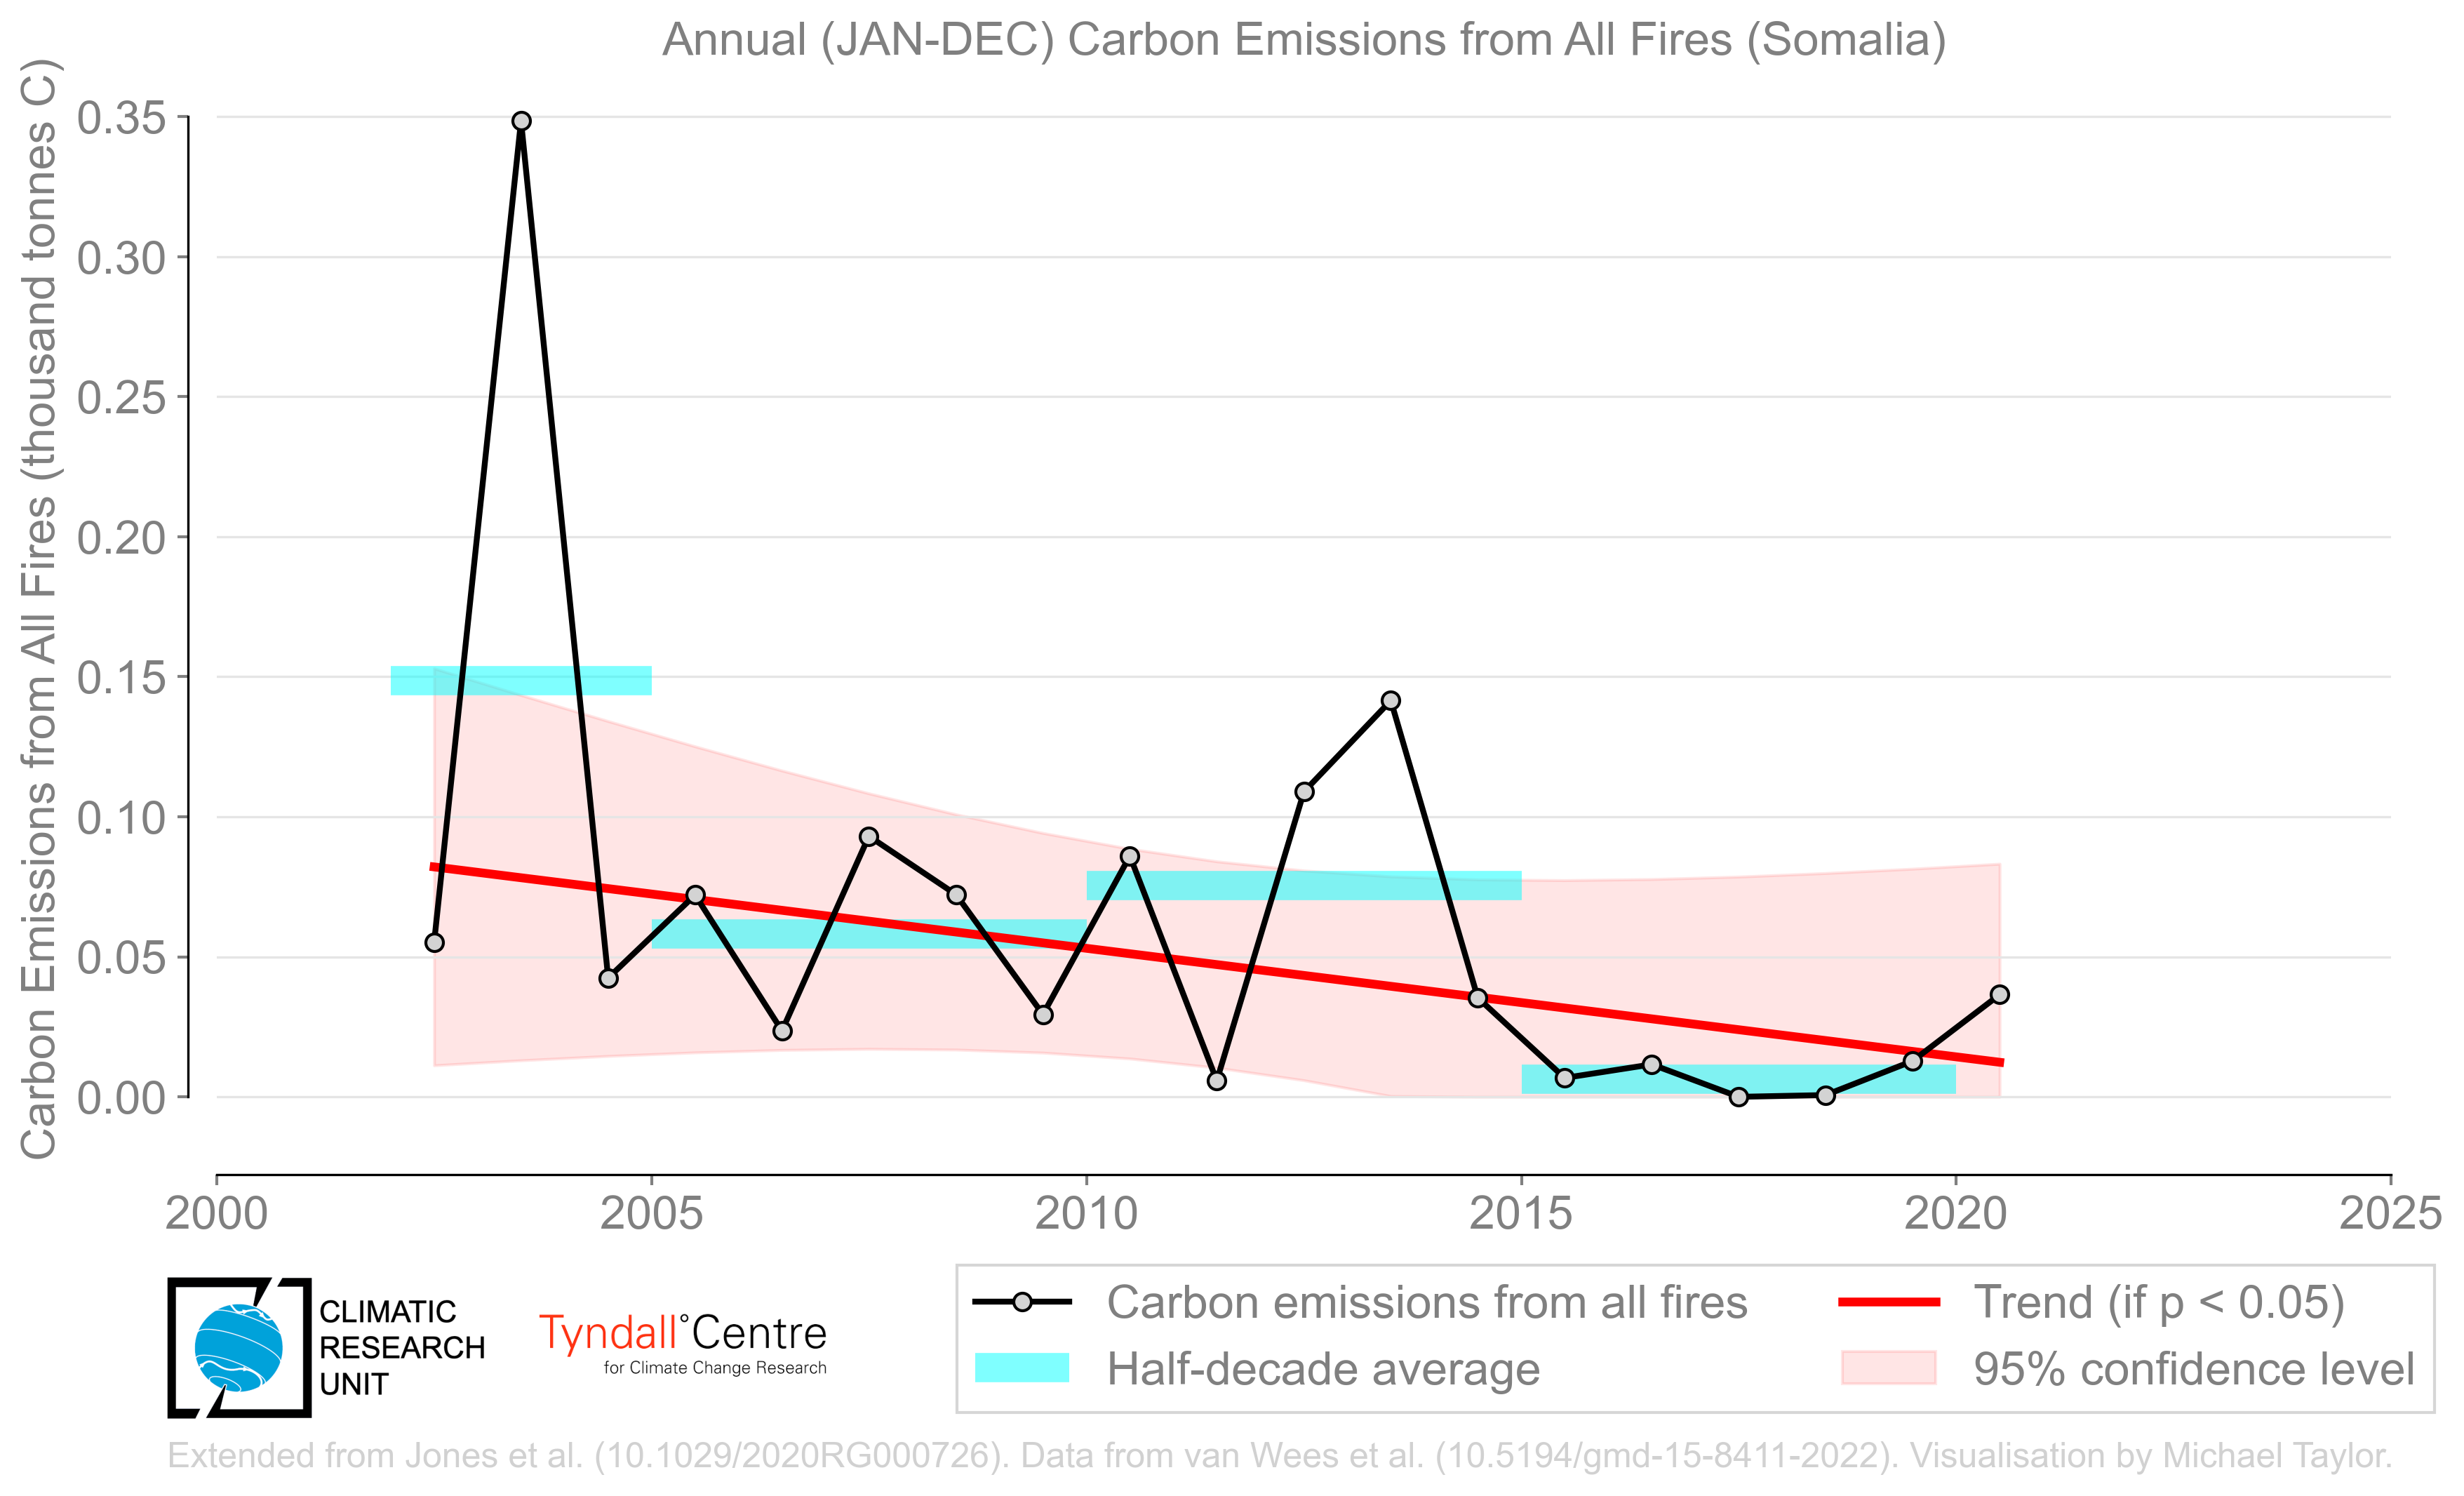 Annual (JAN-DEC) Carbon Emissions from All Fires (Somalia)
Carbon Emissions from All Fires (thousand tonnes C)
0.35
0.30
0.25
0.20
0.15
0.10
0.05
0.00
2000
2005
2010
2015
2020
2025
CLIMATIC
RESEARCH
UNIT
Tyndall°Centre
for Climate Change Research
Carbon emissions from all fires
Half-decade average
Trend (if p < 0.05)
95% confidence level
Extended from Jones et al. (10.1029/2020RG000726). Data from van Wees et al. (10.5194/gmd-15-8411-2022). Visualisation by Michael Taylor.